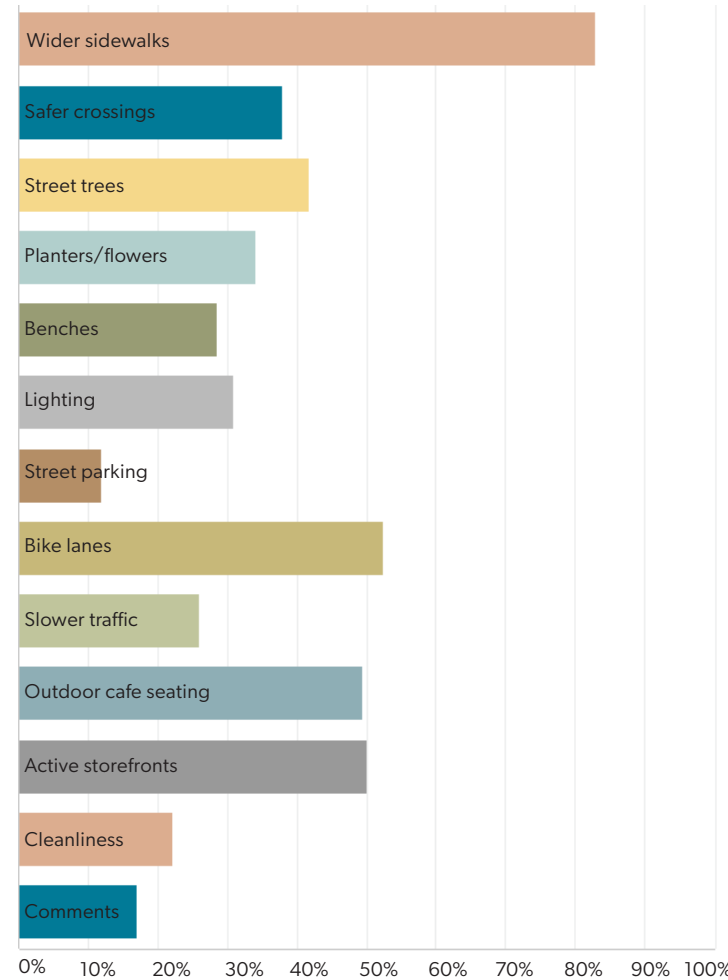 Wider sidewalks
Safer crossings
Street trees
Planters/flowers
Benches
Lighting
Street parking
Bike lanes
Slower traffic
Outdoor cafe seating
Active storefronts
Cleanliness
Comments
0% 10% 20% 30% 40% 50% 60% 70% 80% 90% 100%